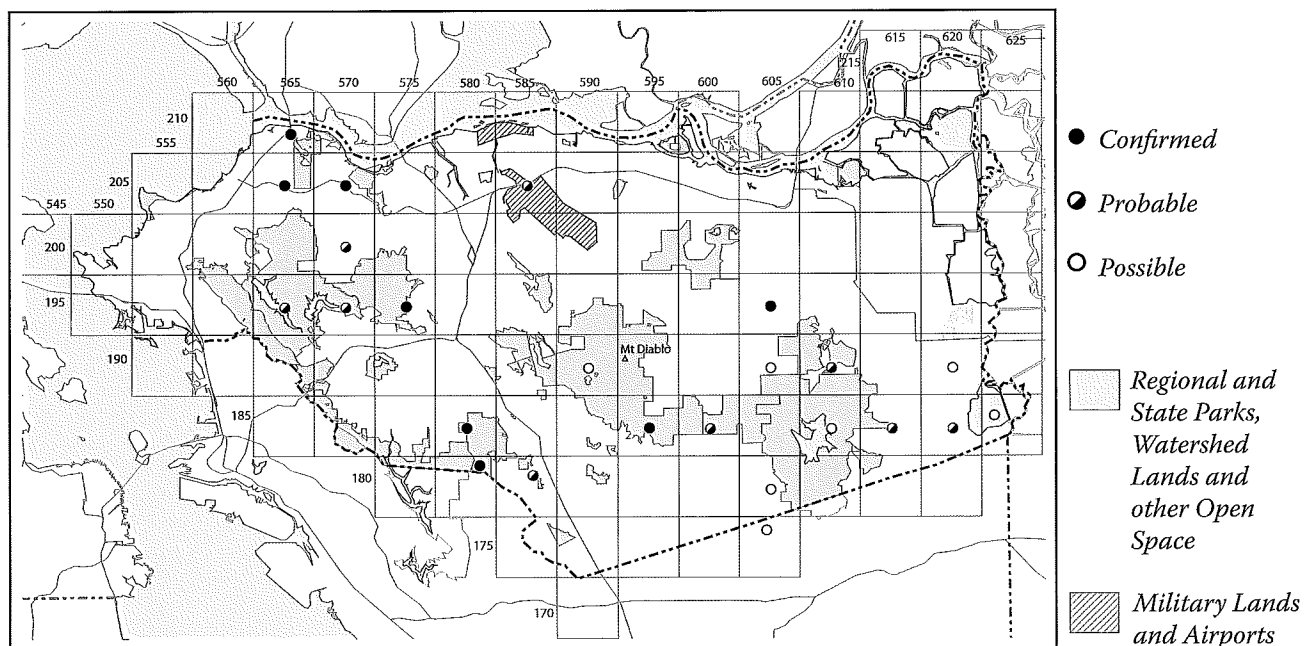 615
620
625
560
565
570
575
580
585
590
595
600
605
610
215
210
555
205
545
550
200
195
Mt Diablo
190
185
2
180
175
170
Confirmed
Probable
Possible
Regional and
State Parks,
Watershed
Lands and
other Open
Space
Military Lands
and Airports